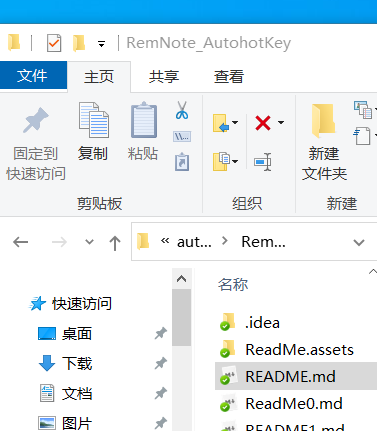 RemNote_AutohotKey
文件 主页 共享 查看
固定到
快速访问
复制
粘贴
\\...
新建
文件夹
剪贴板 组织 新建
« aut... › Rem...
名称
快速访问
桌面
下载
文档
图片
.idea
ReadMe.assets
README.md
ReadMe0.md
README1.md